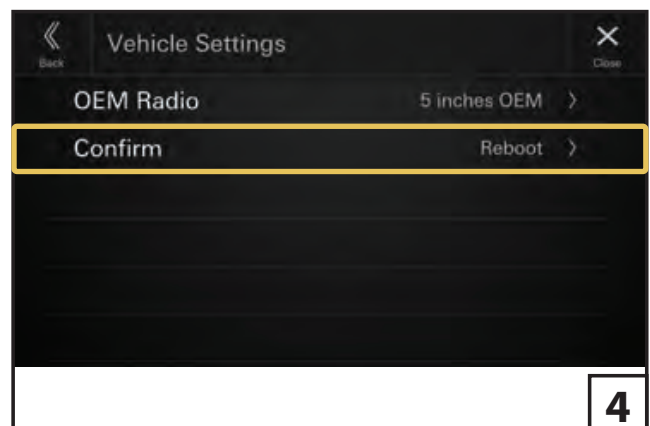 Vehicle Settings
Back
Close
OEM Radio 5 inches OEM
Confirm Reboot
4